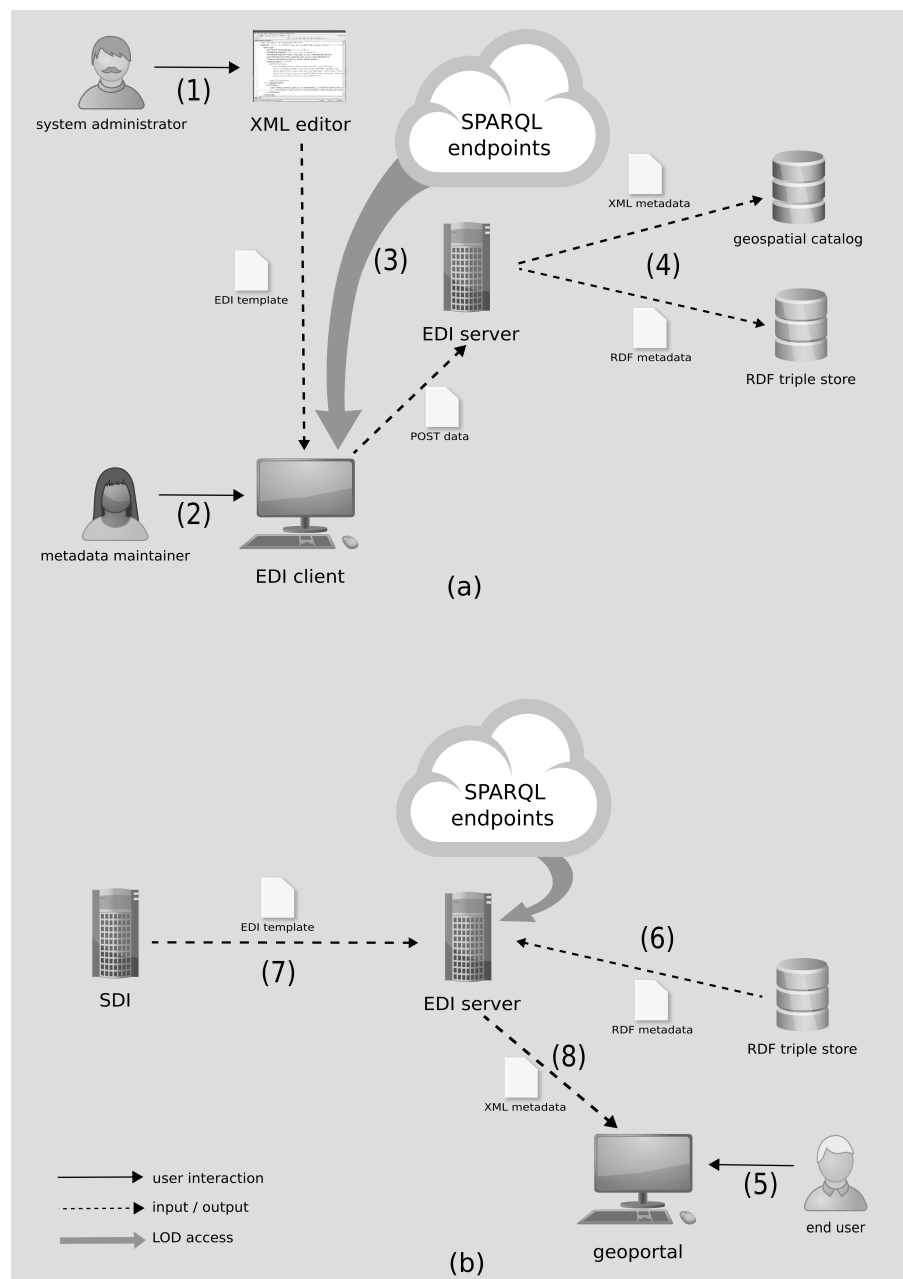 (1)
system administrator
XML editor
SPARQL
endpoints
XML metadata
geospatial catalog
(3)
(4)
EDI template
EDI server
RDF metadata
RDF triple store
POST data
(2)
metadata maintainer
EDI client
(a)
SPARQL
endpoints
EDI template
(7)
SDI
EDI server
(6)
RDF metadata
RDF triple store
(8)
XML metadata
(5)
end user
geoportal
user interaction
input / output
LOD access
(b)